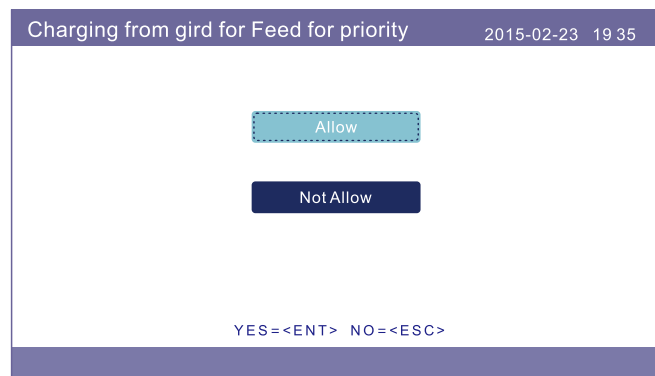 Charging from gird for Feed for priority 2015-02-23 19 35
Allow
Not Allow
YES=<ENT> NO=<ESC>